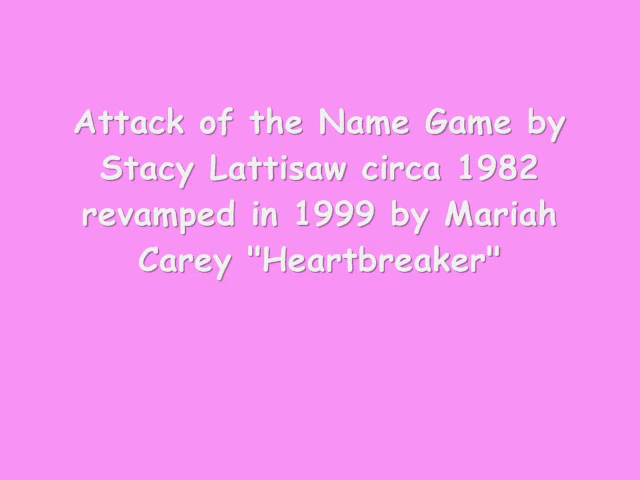 Attack of the Name Game by
Stacy Lattisaw circa 1982
revamped in 1999 by Mariah
Carey "Heartbreaker"